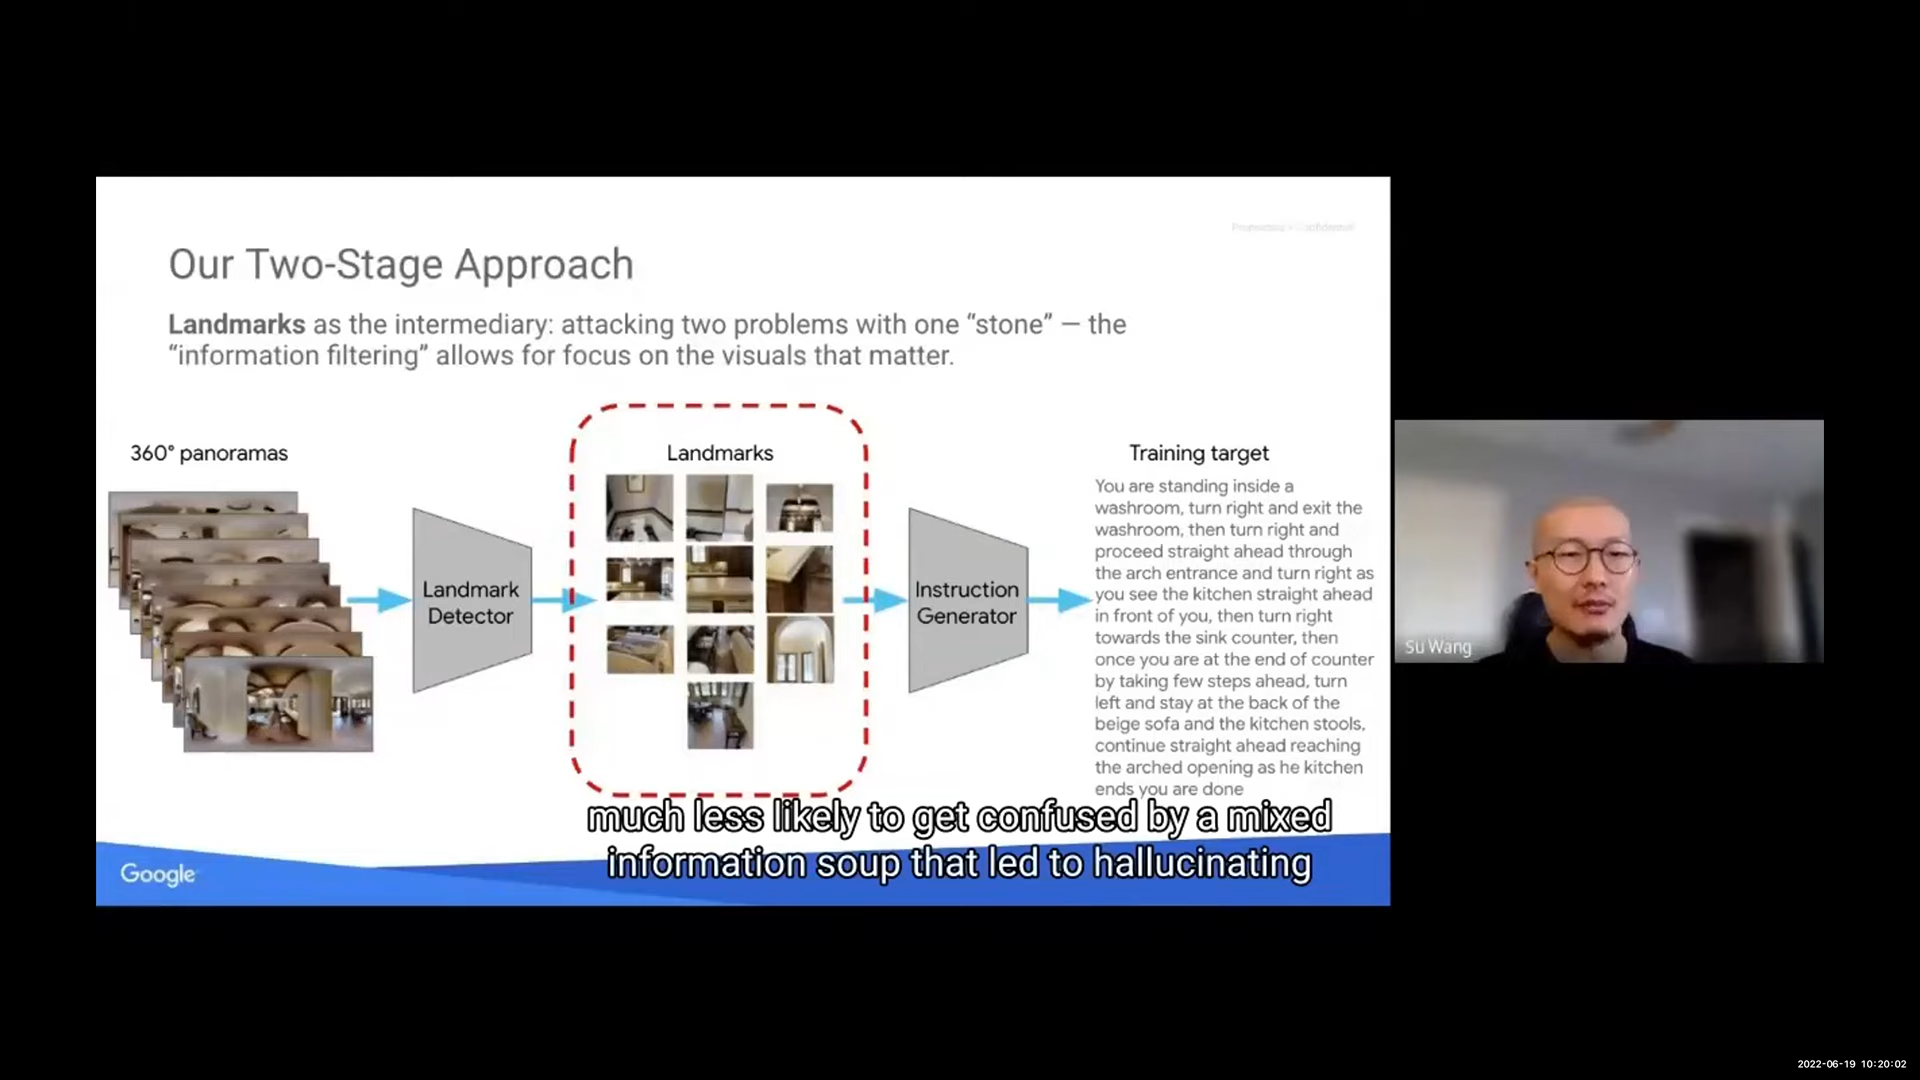 Our Two-Stage Approach
Landmarks as the intermediary: attacking two problems with one “stone” — the
“information filtering” allows for focus on the visuals that matter.
360° panoramas
Landmark
Detector
Landmarks
Instruction
Generator
Training target
You are standing inside a
washroom, turn right and exit the
washroom, then turn right and
proceed straight ahead through
the arch entrance and turn right as
you see the kitchen straight ahead
in front of you, then turn right
towards the sink counter, then
once you are at the end of counter
by taking few steps ahead, turn
left and stay at the back of the
beige sofa and the kitchen stools,
continue straight ahead reaching
the arched opening as he kitchen
ends you are done
much less likely to get confused by a mixed
information soup that led to hallucinating
Google
Su Wang
2022-06-19 10:20:02